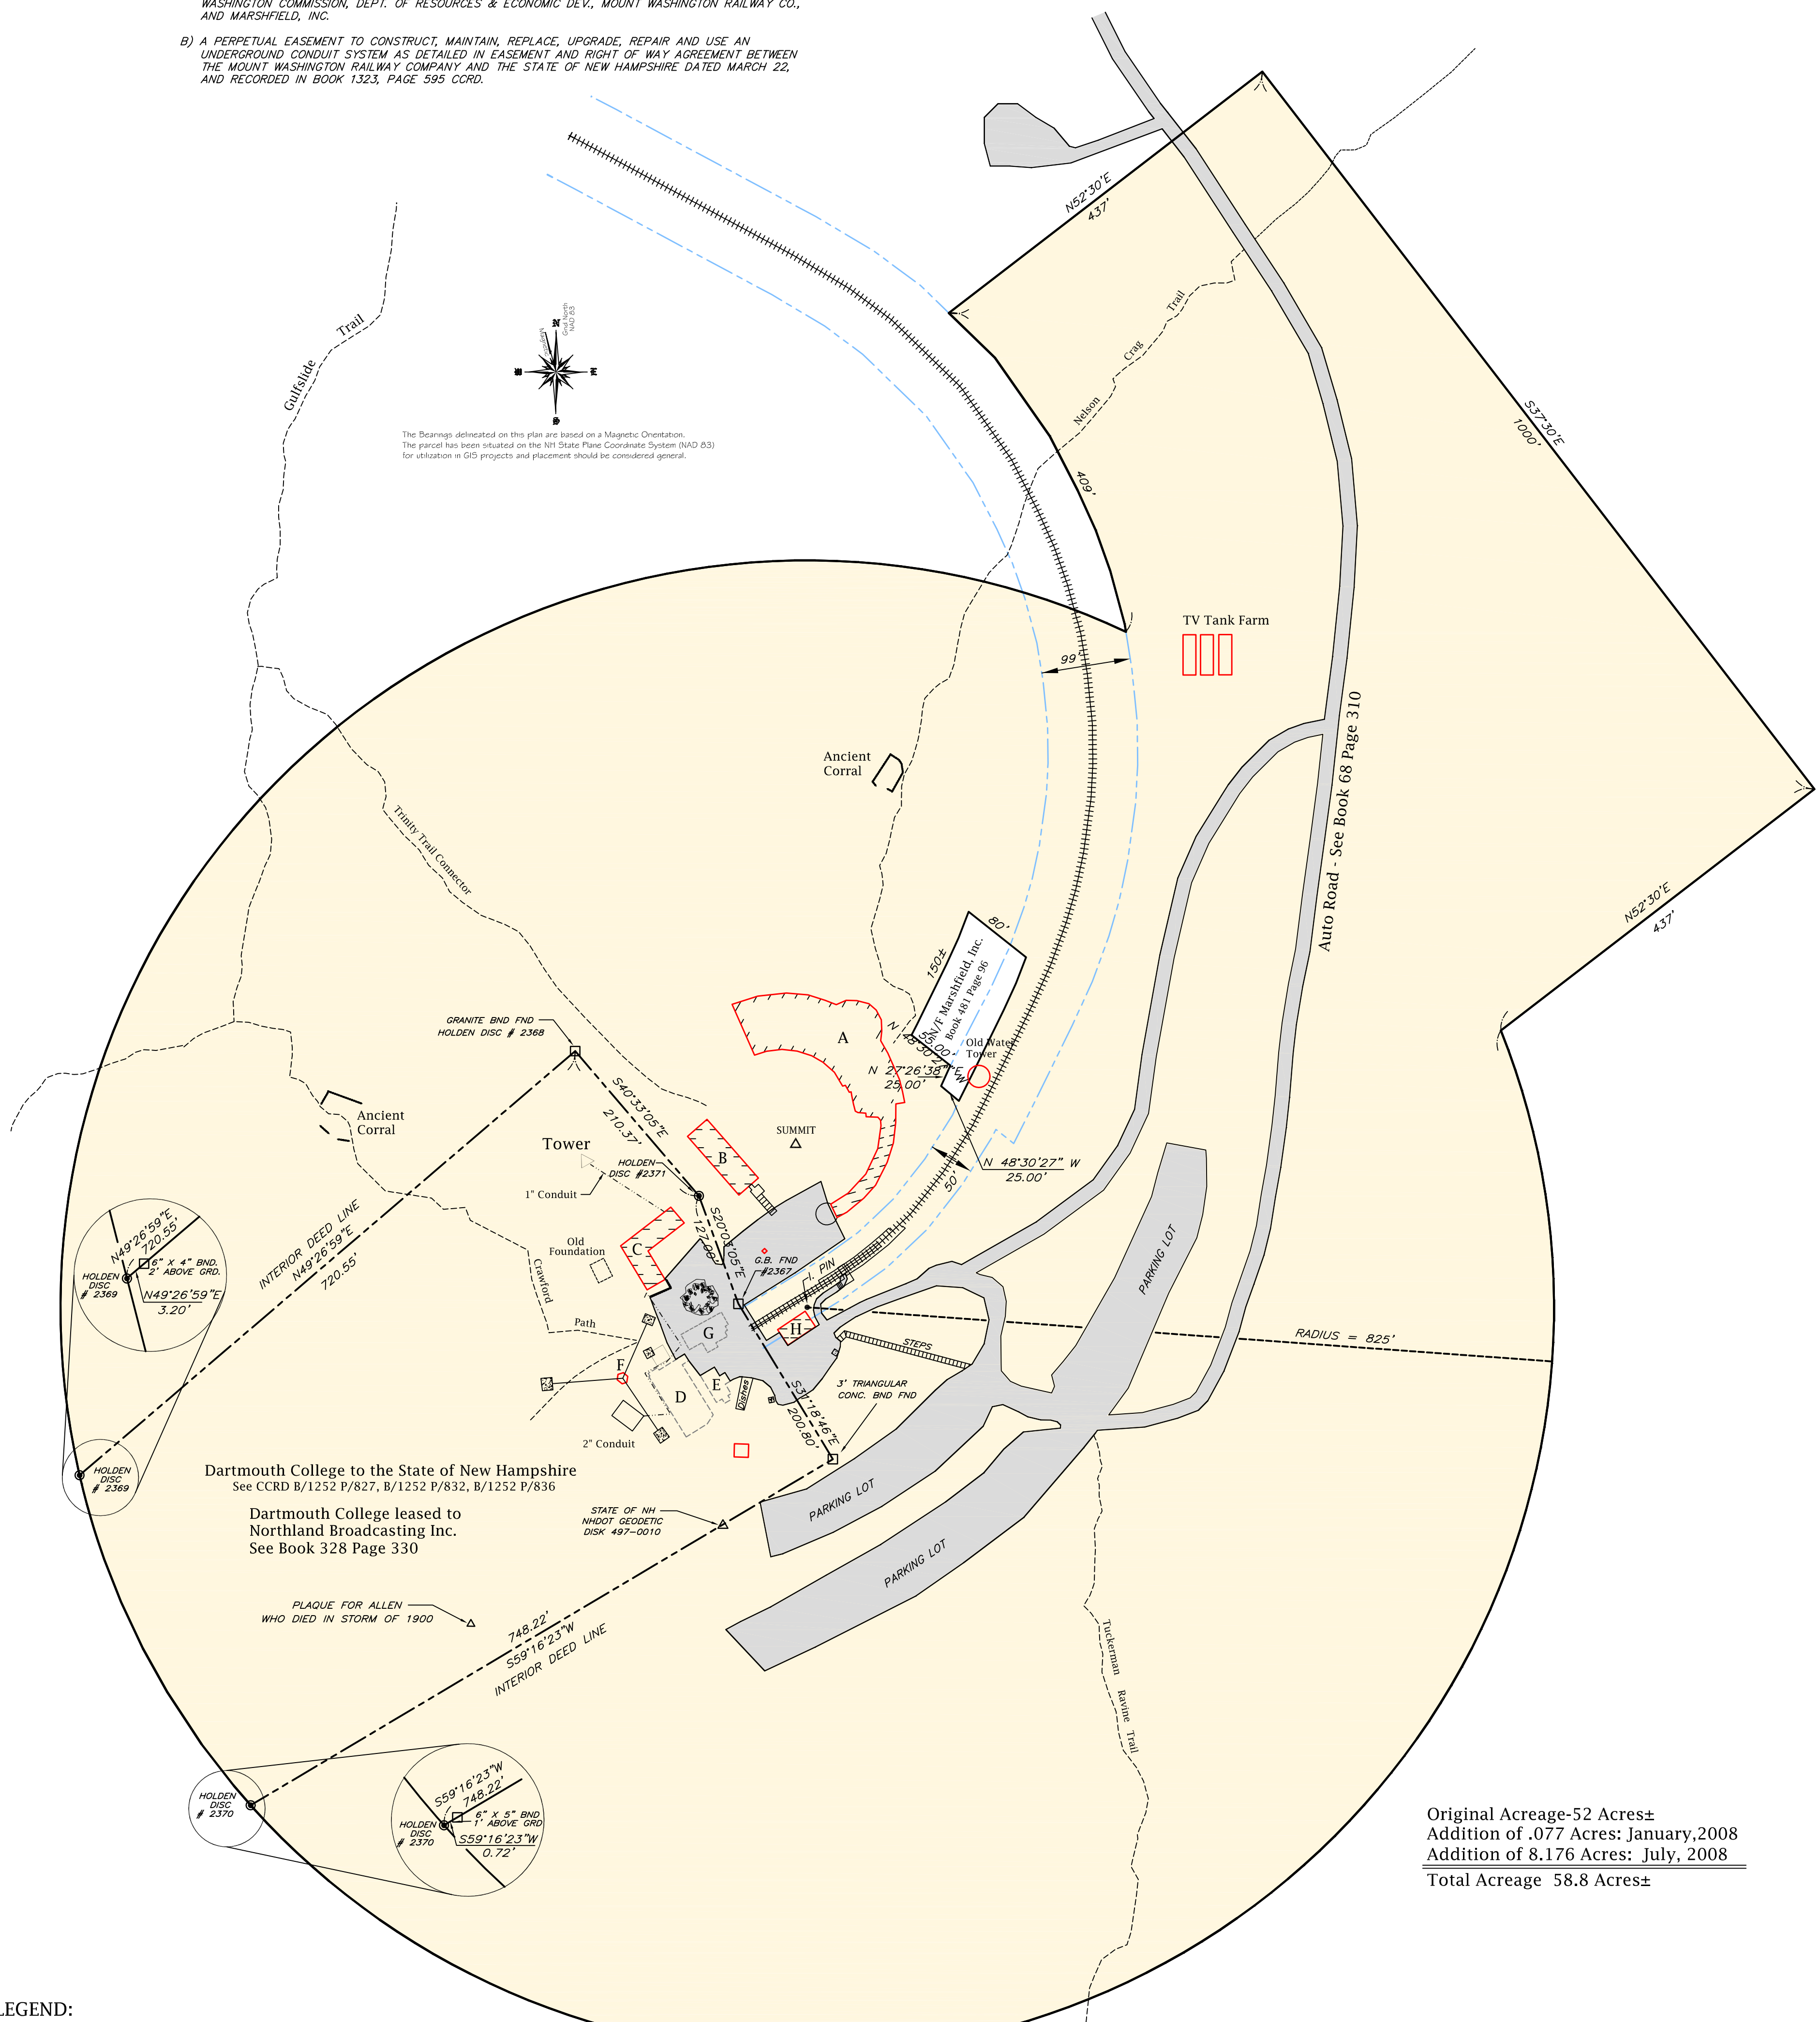 WASHINGTON COMMISSION, DEPT. OF RESOURCES & ECONOMIC DEV., MOUNT WASHINGTON RAILWAY CO.,
AND MARSHFIELD, INC.
B) A PERPETUAL EASEMENT TO CONSTRUCT, MAINTAIN, REPLACE, UPGRADE, REPAIR AND USE AN
UNDERGROUND CONDUIT SYSTEM AS DETAILED IN EASEMENT AND RIGHT OF WAY AGREEMENT BETWEEN
THE MOUNT WASHINGTON RAILWAY COMPANY AND THE STATE OF NEW HAMPSHIRE DATED MARCH 22,
AND RECORDED IN BOOK 1323, PAGE 595 CCRD.
N52°30'E
437'
Gulfslide
Trail
Magnetic
Grid North
NAD 83
N
S
The Bearings delineated on this plan are based on a Magnetic Orientation.
The parcel has been situated on the NH State Plane Coordinate System (NAD 83)
for utilization in GIS projects and placement should be considered general.
Nelson
Crag
Trail
S37°30'E
1000'
409'
TV Tank Farm
99'
Auto Road - See Book 68 Page 310
Ancient
Corral
Trinity Trail Connector
N52°30'E
437'
80'
150±
N/F Marshfield, Inc.
Book 481 Page 96
N 48°30'27" W
55.00'
Old Water
Tower
N 27°26'38" E
25.00'
GRANITE BND FND
HOLDEN DISC # 2368
A
S40°33'05"E
210.37'
Ancient
Corral
SUMMIT
Tower
B
HOLDEN
DISC #2371
1" Conduit
N 48°30'27" W
25.00'
50'
S20°03'05"E
127.00'
C
Old
Foundation
G.B. FND
#2367
I. PIN
PARKING LOT
N49°26'59"E
720.55'
6" X 4" BND.
2' ABOVE GRD.
HOLDEN
DISC
# 2369
N49°26'59"E
3.20'
INTERIOR DEED LINE
N49°26'59"E
720.55'
Crawford
Path
G
H
RADIUS = 825'
STEPS
F
D
E
Dishes
S31°18'46"E
200.80'
3' TRIANGULAR
CONC. BND FND
2" Conduit
HOLDEN
DISC
# 2369
Dartmouth College to the State of New Hampshire
See CCRD B/1252 P/827, B/1252 P/832, B/1252 P/836
Dartmouth College leased to
Northland Broadcasting Inc.
See Book 328 Page 330
STATE OF NH
NHDOT GEODETIC
DISK 497-0010
PARKING LOT
PARKING LOT
PLAQUE FOR ALLEN
WHO DIED IN STORM OF 1900
748.22'
S59°16'23"W
INTERIOR DEED LINE
Tuckerman Ravine Trail
HOLDEN
DISC
# 2370
S59°16'23"W
748.22'
6" X 5" BND
1' ABOVE GRD
HOLDEN
DISC
# 2370
S59°16'23"W
0.72'
Original Acreage-52 Acres±
Addition of .077 Acres: January,2008
Addition of 8.176 Acres: July, 2008
Total Acreage 58.8 Acres±
LEGEND: